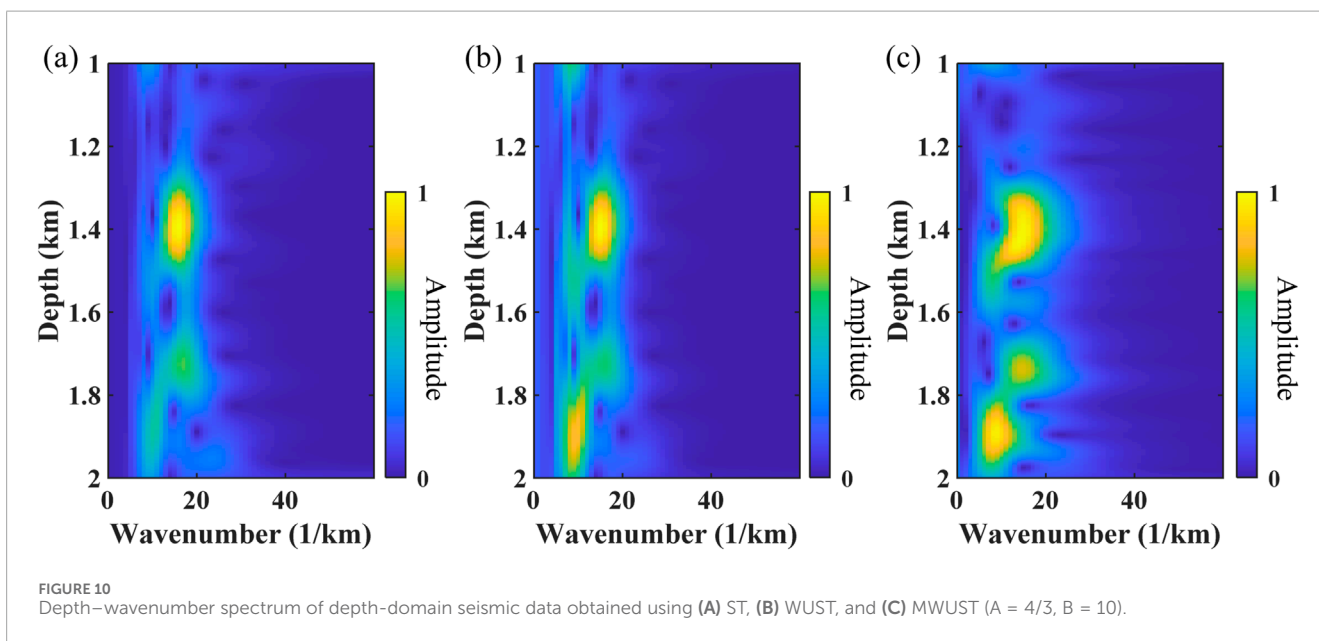 (a)
1
1.2
1.4
1.6
1.8
2
Depth (km)
0
20
40
Wavenumber (1/km)
1
0
Amplitude
(b)
1
1.2
1.4
1.6
1.8
2
Depth (km)
0
20
40
Wavenumber (1/km)
1
0
Amplitude
(c)
1
1.2
1.4
1.6
1.8
2
Depth (km)
0
20
40
Wavenumber (1/km)
1
0
Amplitude
FIGURE 10
Depth–wavenumber spectrum of depth-domain seismic data obtained using (A) ST, (B) WUST, and (C) MWUST (A = 4/3, B = 10).